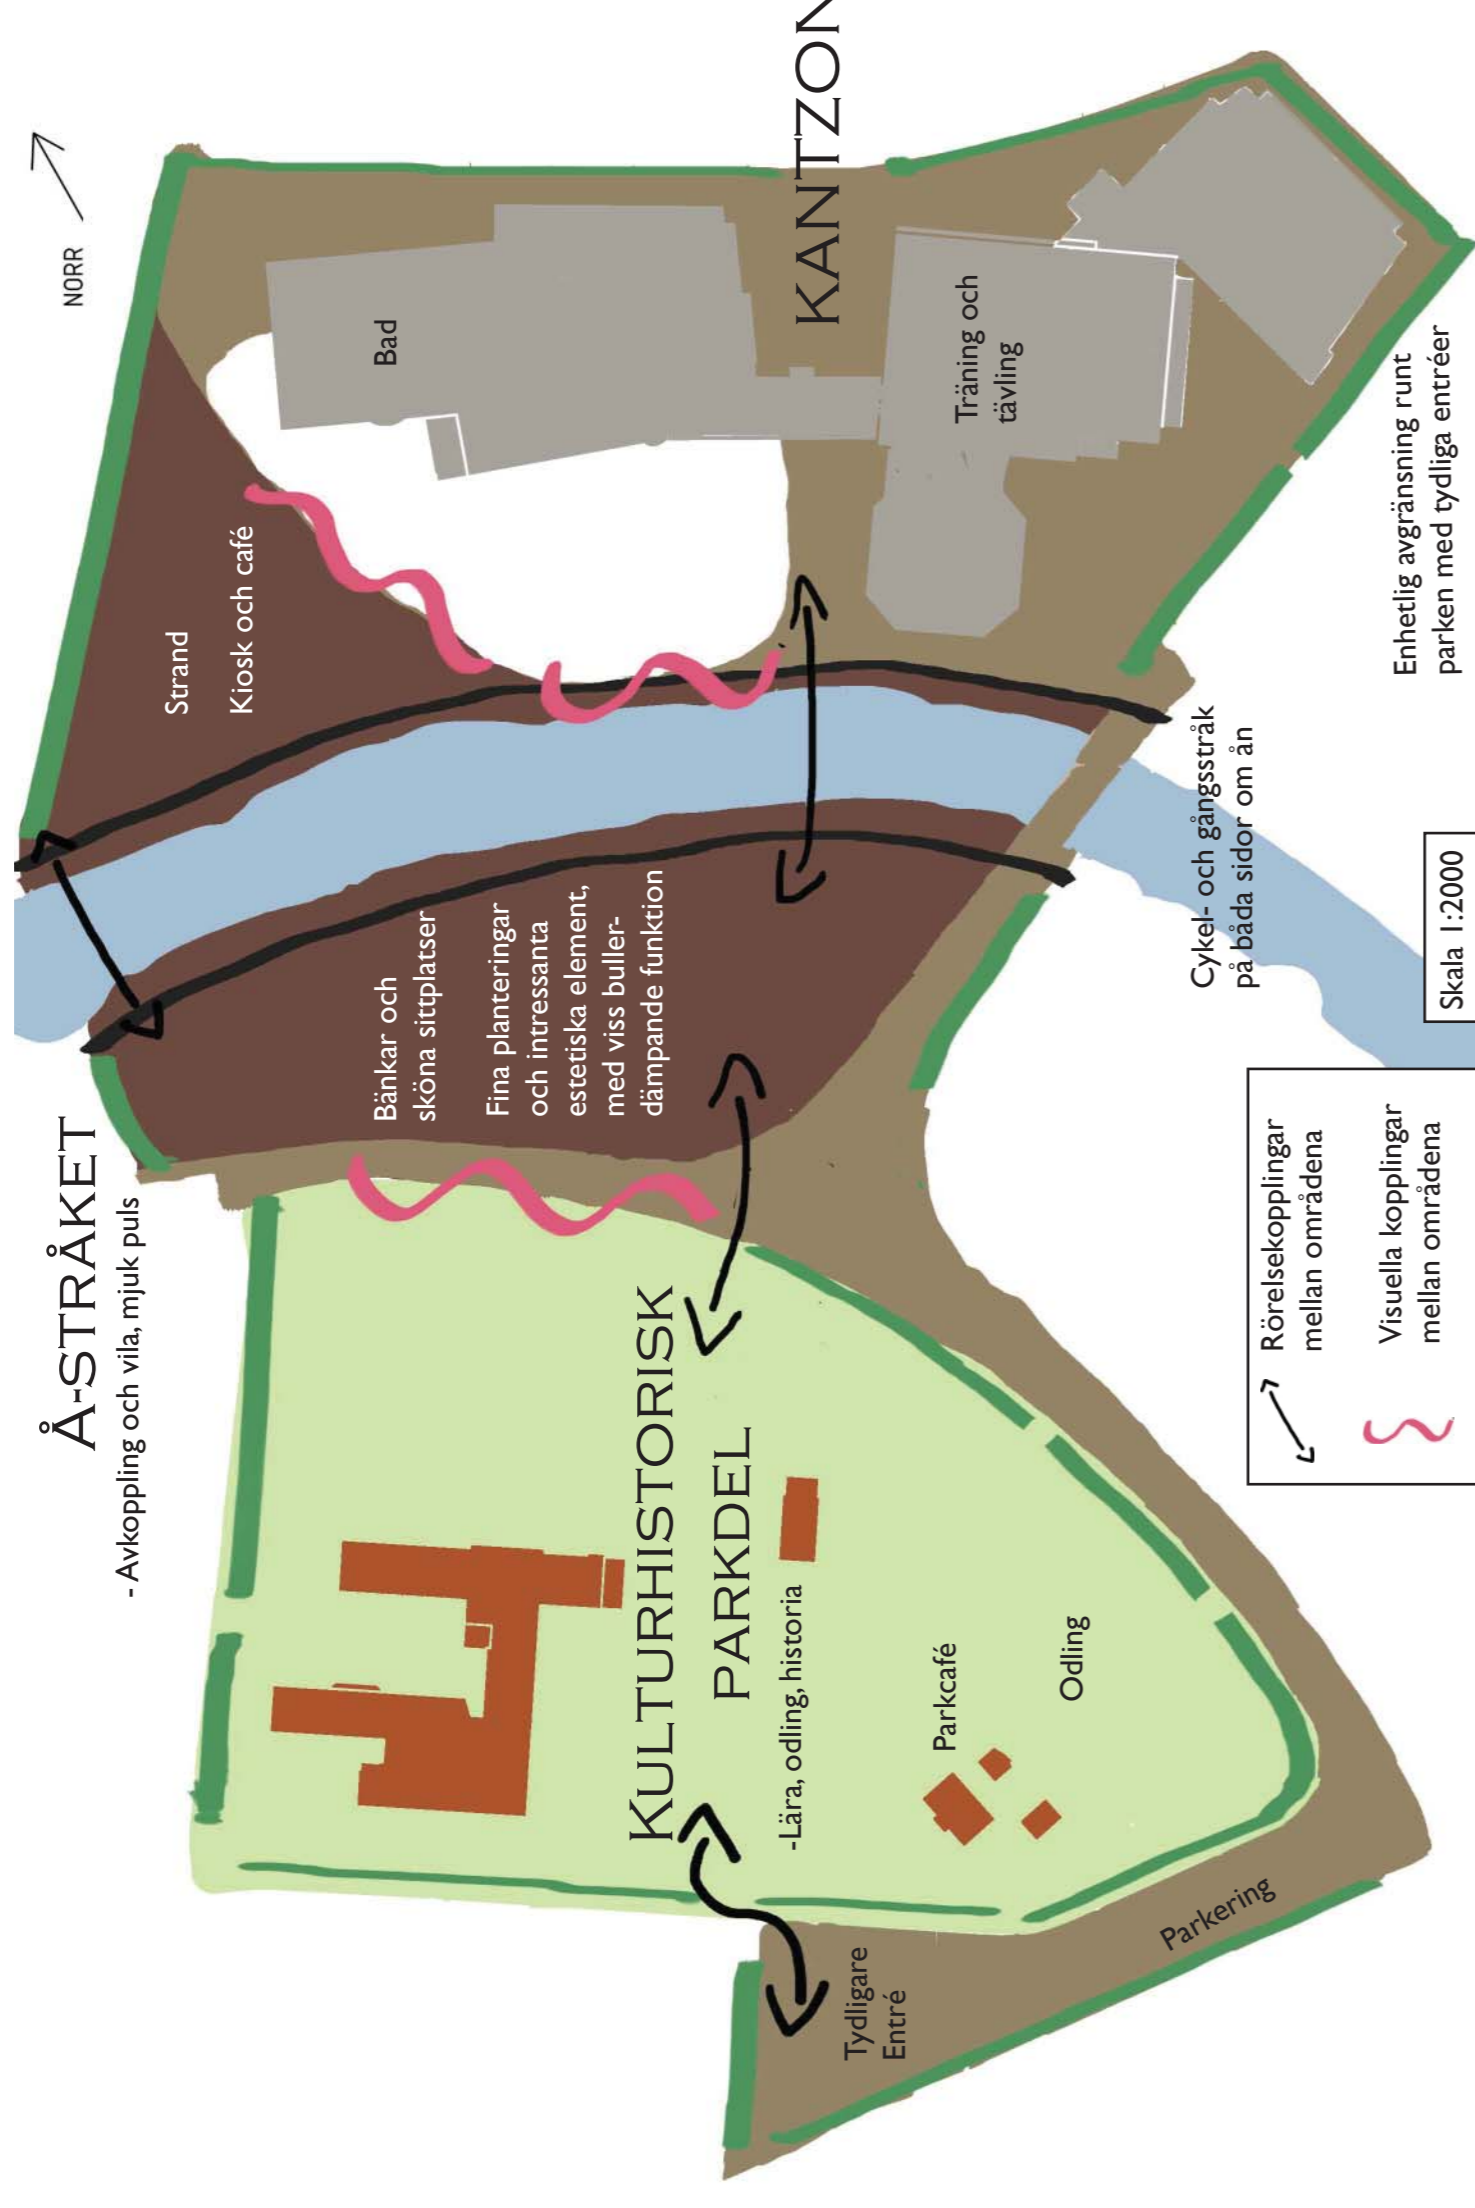 Å-STRÅKET
- Avkoppling och vila, mjuk puls
NORR
Strand
Kiosk och café
Bad
Bänkar och
sköna sittplatser
Fina planteringar
och intressanta
estetiska element,
med viss buller-
dämpande funktion
KULTURHISTORISK
PARKDEL
-Lära, odling, historia
KANTZON
Träning och
tävling
Parkcafé
Odling
Tydligare
Entré
Parkering
Cykel- och gångsstråk
på båda sidor om ån
Enhetlig avgränsning runt
parken med tydliga entréer
Rörelsekopplingar
mellan områdena
Visuella kopplingar
mellan områdena
Skala 1:2000